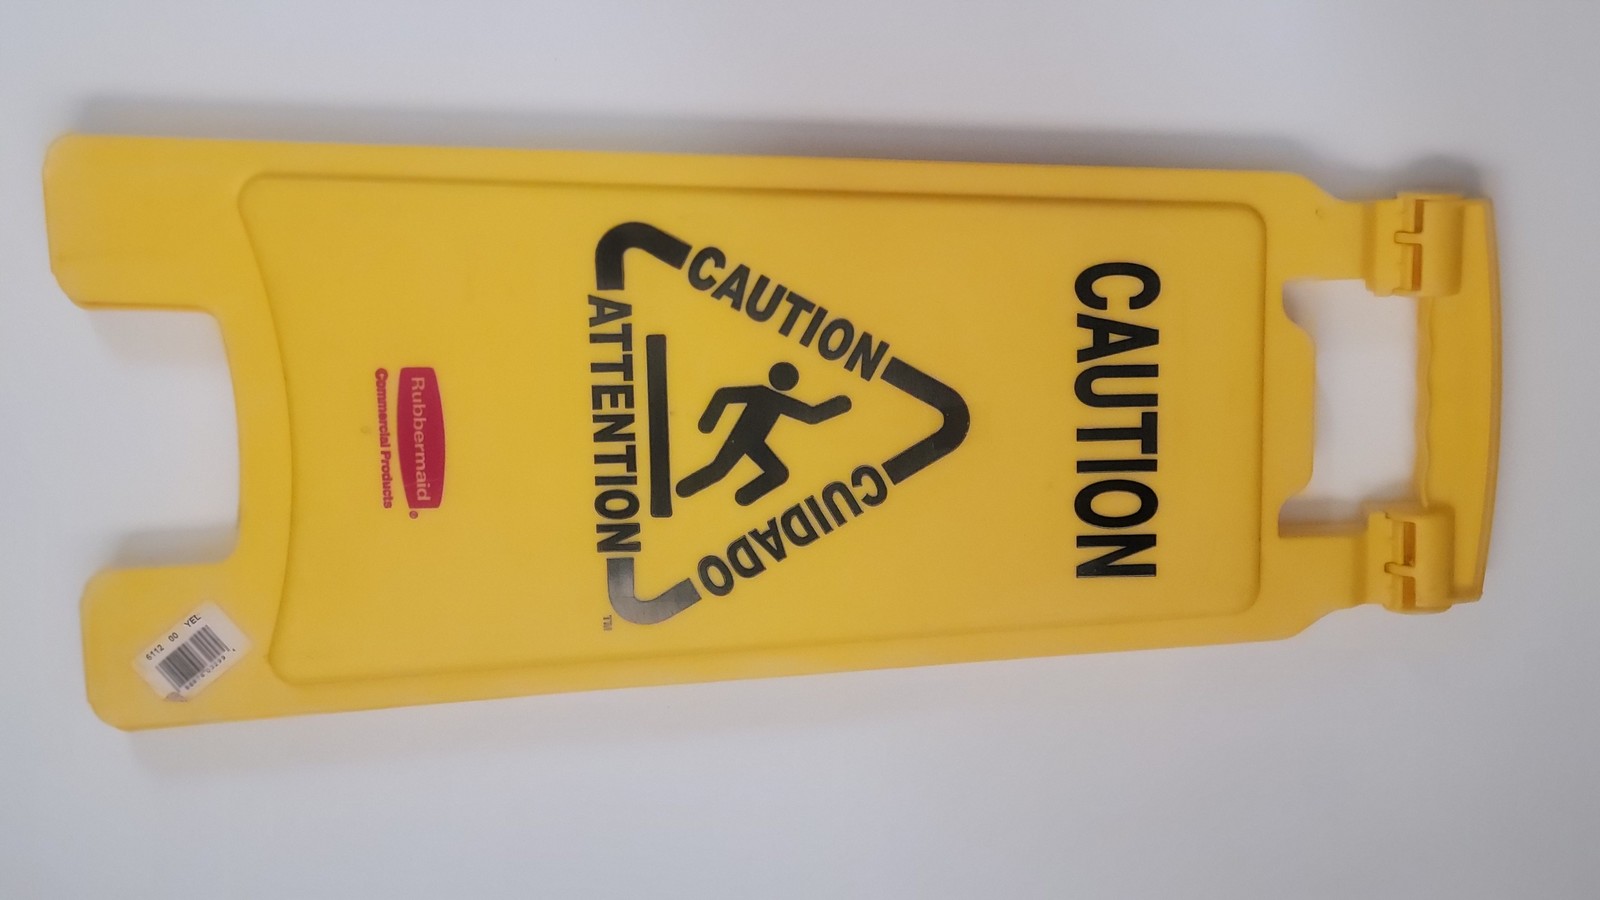 CAUTION
CAUTION
CUIDADO
ATTENTION
TM
Rubbermaid®
Commercial Products
6112 00 YEL